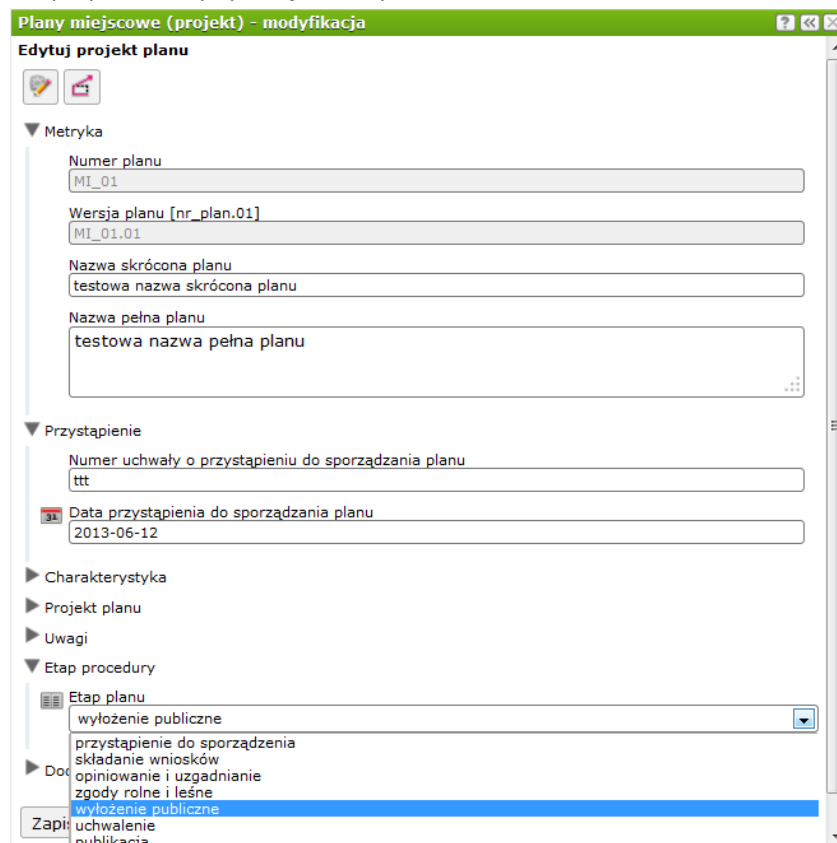 Plany miejscowe (projekt) - modyfikacja
Edytuj projekt planu
Metryka
Numer planu
MI_01
Wersja planu [nr_plan.01]
MI_01.01
Nazwa skrócona planu
testowa nazwa skrócona planu
Nazwa pełna planu
testowa nazwa pełna planu
Przystąpienie
Numer uchwały o przystąpieniu do sporządzania planu
ttt
31 Data przystąpienia do sporządzania planu
2013-06-12
Charakterystyka
Projekt planu
Uwagi
Etap procedury
Etap planu
wyłożenie publiczne
przystąpienie do sporządzenia
składanie wniosków
opiniowanie i uzgadnianie
zgody rolne i leśne
wyłożenie publiczne
uchwalenie
publikacja